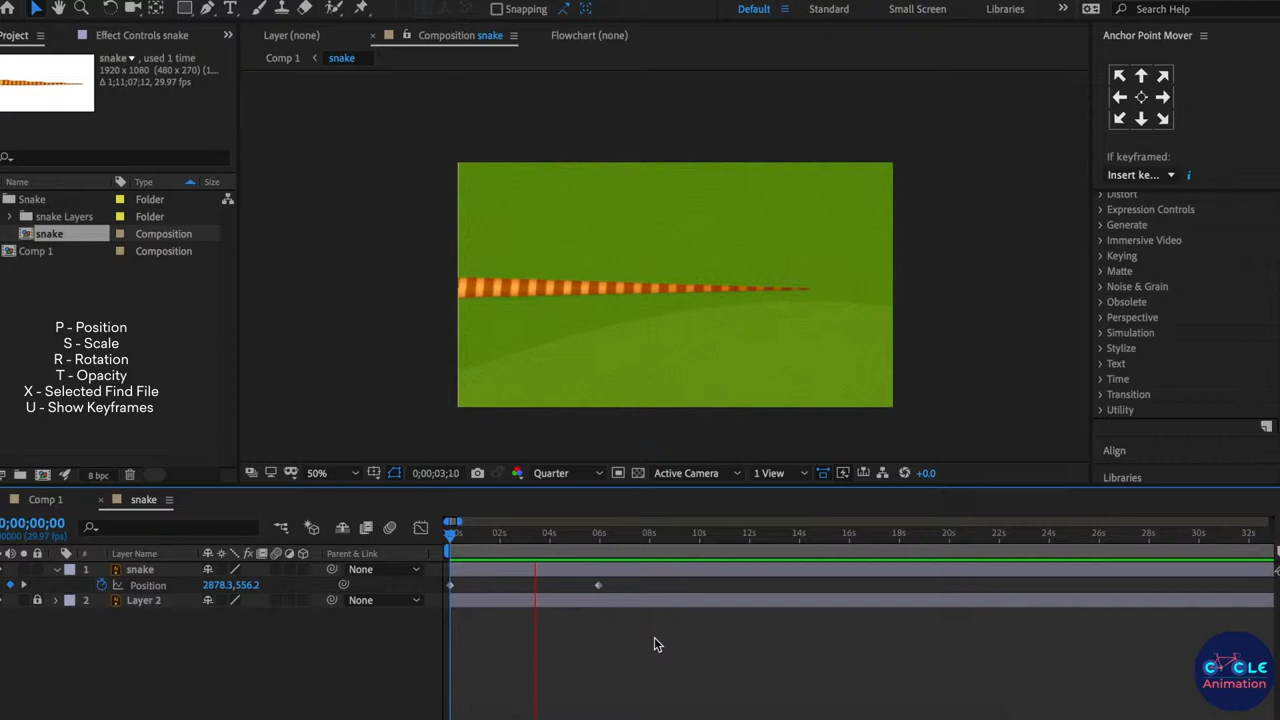 Snapping
Default
Standard
Small Screen
Libraries
Search Help
Project
Effect Controls snake
Layer (none)
Composition snake
Flowchart (none)
Anchor Point Mover
Comp 1
snake
snake , used 1 time
1920 x 1080 (480 x 270) (1...
Δ 1;11;07;12, 29.97 fps)
If keyframed:
Insert ke...
Name
Type
Size
Snake
Folder
snake Layers
Folder
snake
Composition
Comp 1
Composition
Distort
Expression Controls
Generate
Immersive Video
Keying
Matte
Noise & Grain
Obsolete
Perspective
Simulation
Stylize
Text
Time
Transition
Utility
Align
Libraries
P - Position
S - Scale
R - Rotation
T - Opacity
X - Selected Find File
U - Show Keyframes
8 bpc
50%
0;00;03;10
Quarter
Active Camera
1 View
+0.0
Comp 1
snake
0;00;00;00
00000 (29.97 fps)
02s
04s
06s
08s
10s
12s
14s
16s
18s
20s
22s
24s
26s
28s
30s
32s
#
Layer Name
Parent & Link
1
snake
None
Position
2878.3,556.2
2
Layer 2
None
CYCLE
Animation